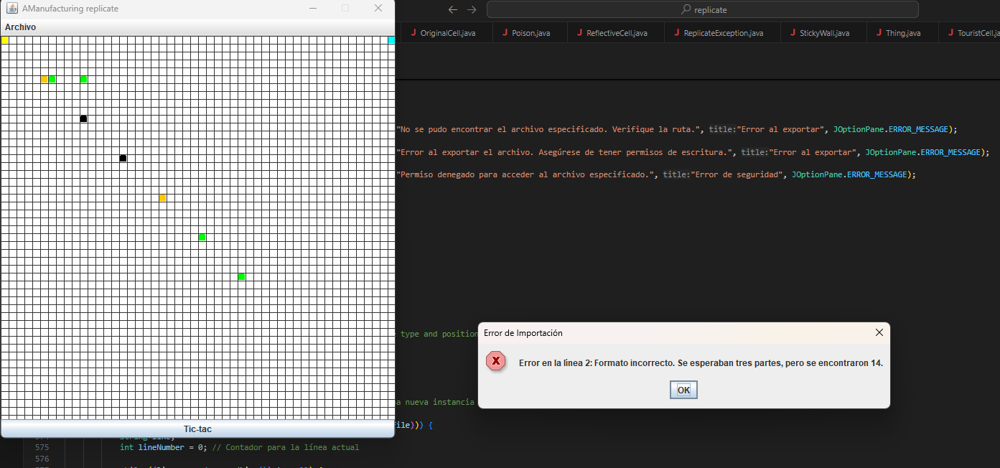 AManufacturing replicate
replicate
Archivo
OriginalCell.java
Poison.java
ReflectiveCell.java
ReplicateException.java
StickyWall.java
Thing.java
TouristCell.ja
"No se pudo encontrar el archivo especificado. Verifique la ruta.", title:"Error al exportar", JOptionPane.ERROR_MESSAGE);
"Error al exportar el archivo. Asegúrese de tener permisos de escritura.", title:"Error al exportar", JOptionPane.ERROR_MESSAGE);
"Permiso denegado para acceder al archivo especificado.", title:"Error de seguridad", JOptionPane.ERROR_MESSAGE);
type and position
Error de Importación
Error en la línea 2: Formato incorrecto. Se esperaban tres partes, pero se encontraron 14.
OK
a nueva instancia
file))) {
Tic-tac
575 int lineNumber = 0; // Contador para la línea actual
576